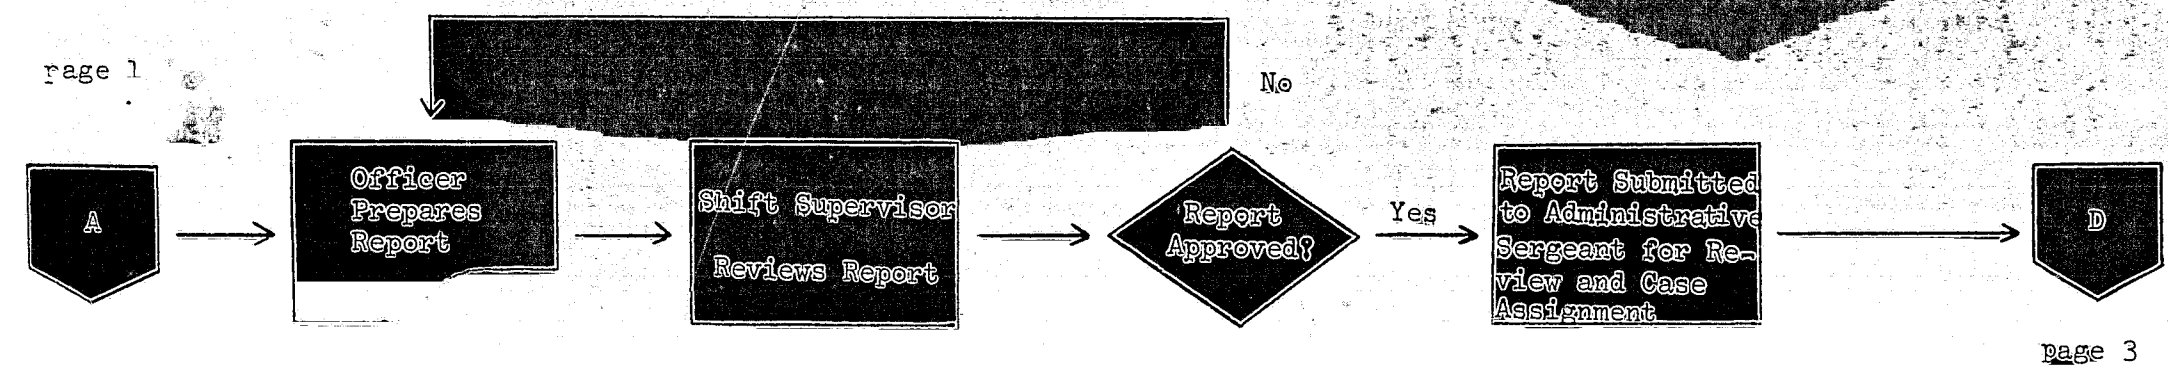 page 1
No
A
Officer
Prepares
Report
Shift Supervisor
Reviews Report
Report
Approved?
Yes
Report Submitted
to Administrative
Sergeant for Re-
view and Case
Assignment
D
page 3